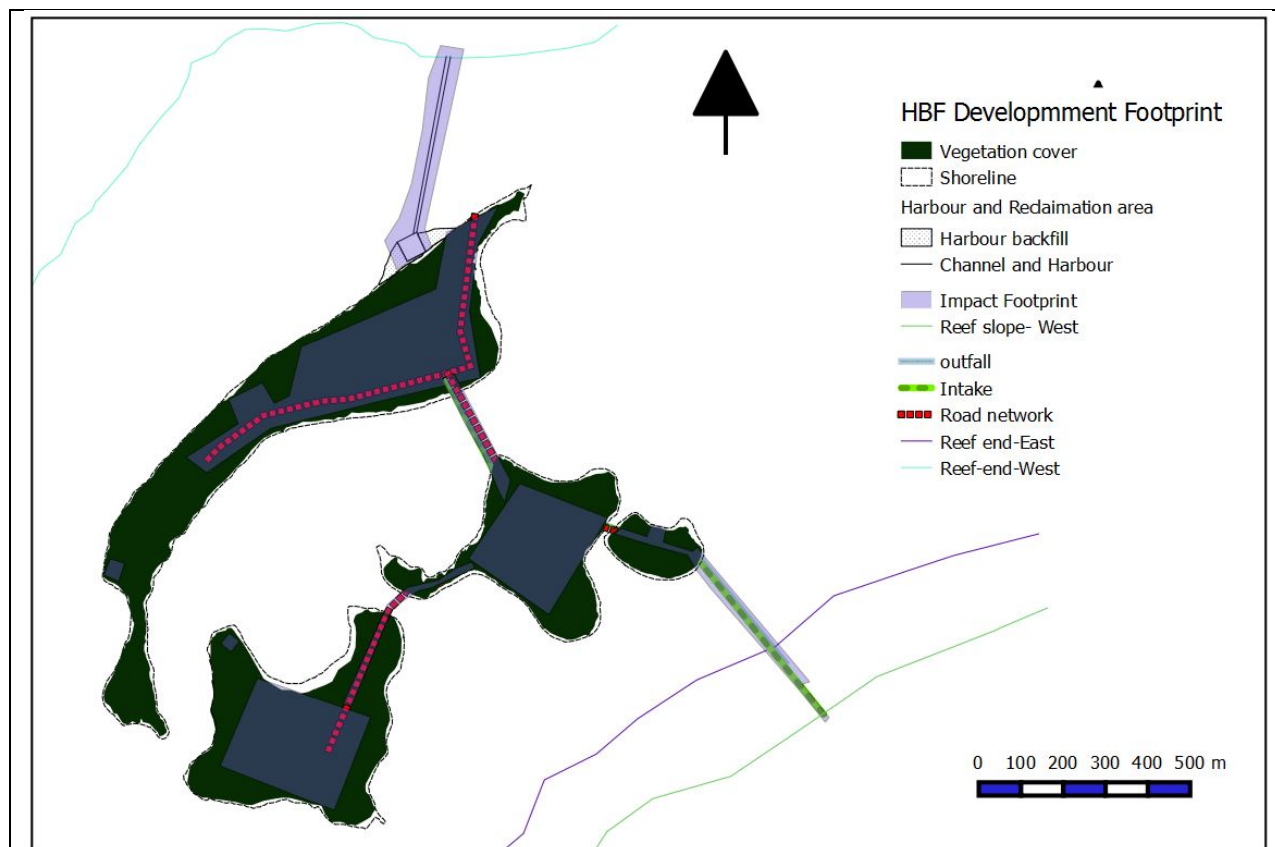 HBF Developmment Footprint
Vegetation cover
Shoreline
Harbour and Reclaimation area
Harbour backfill
Channel and Harbour
Impact Footprint
Reef slope- West
outfall
Intake
Road network
Reef end-East
Reef-end-West
0 100 200 300 400 500 m